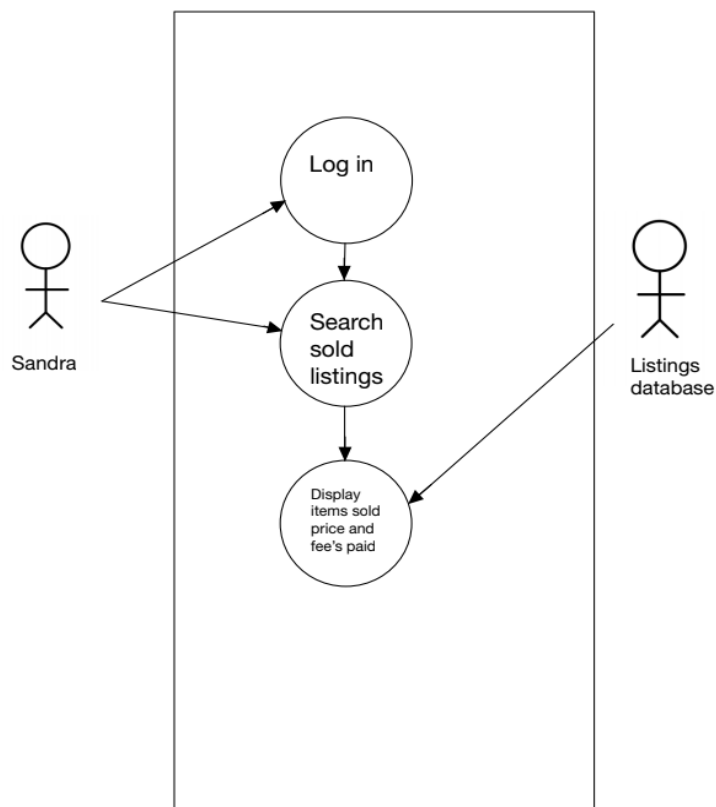 Log in
Sandra
Search
sold
listings
Listings
database
Display
items sold
price and
fee's paid